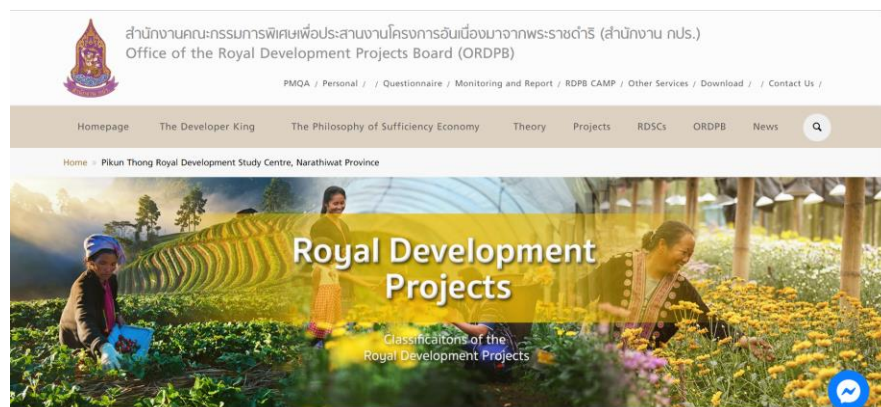 สำนักงานคณะกรรมการพิเศษเพื่อประสานงานโครงการอันเนื่องมาจากพระราชดำริ (สำนักงาน กปร.)
Office of the Royal Development Projects Board (ORDPB)
PMQA / Personal / / Questionnaire / Monitoring and Report / RDPB CAMP / Other Services / Download / / Contact Us /
Homepage The Developer King The Philosophy of Sufficiency Economy Theory Projects RDSCs ORDPB News
Home » Pikun Thong Royal Development Study Centre, Narathiwat Province
Royal Development
Projects
Classificaitons of the
Royal Development Projects